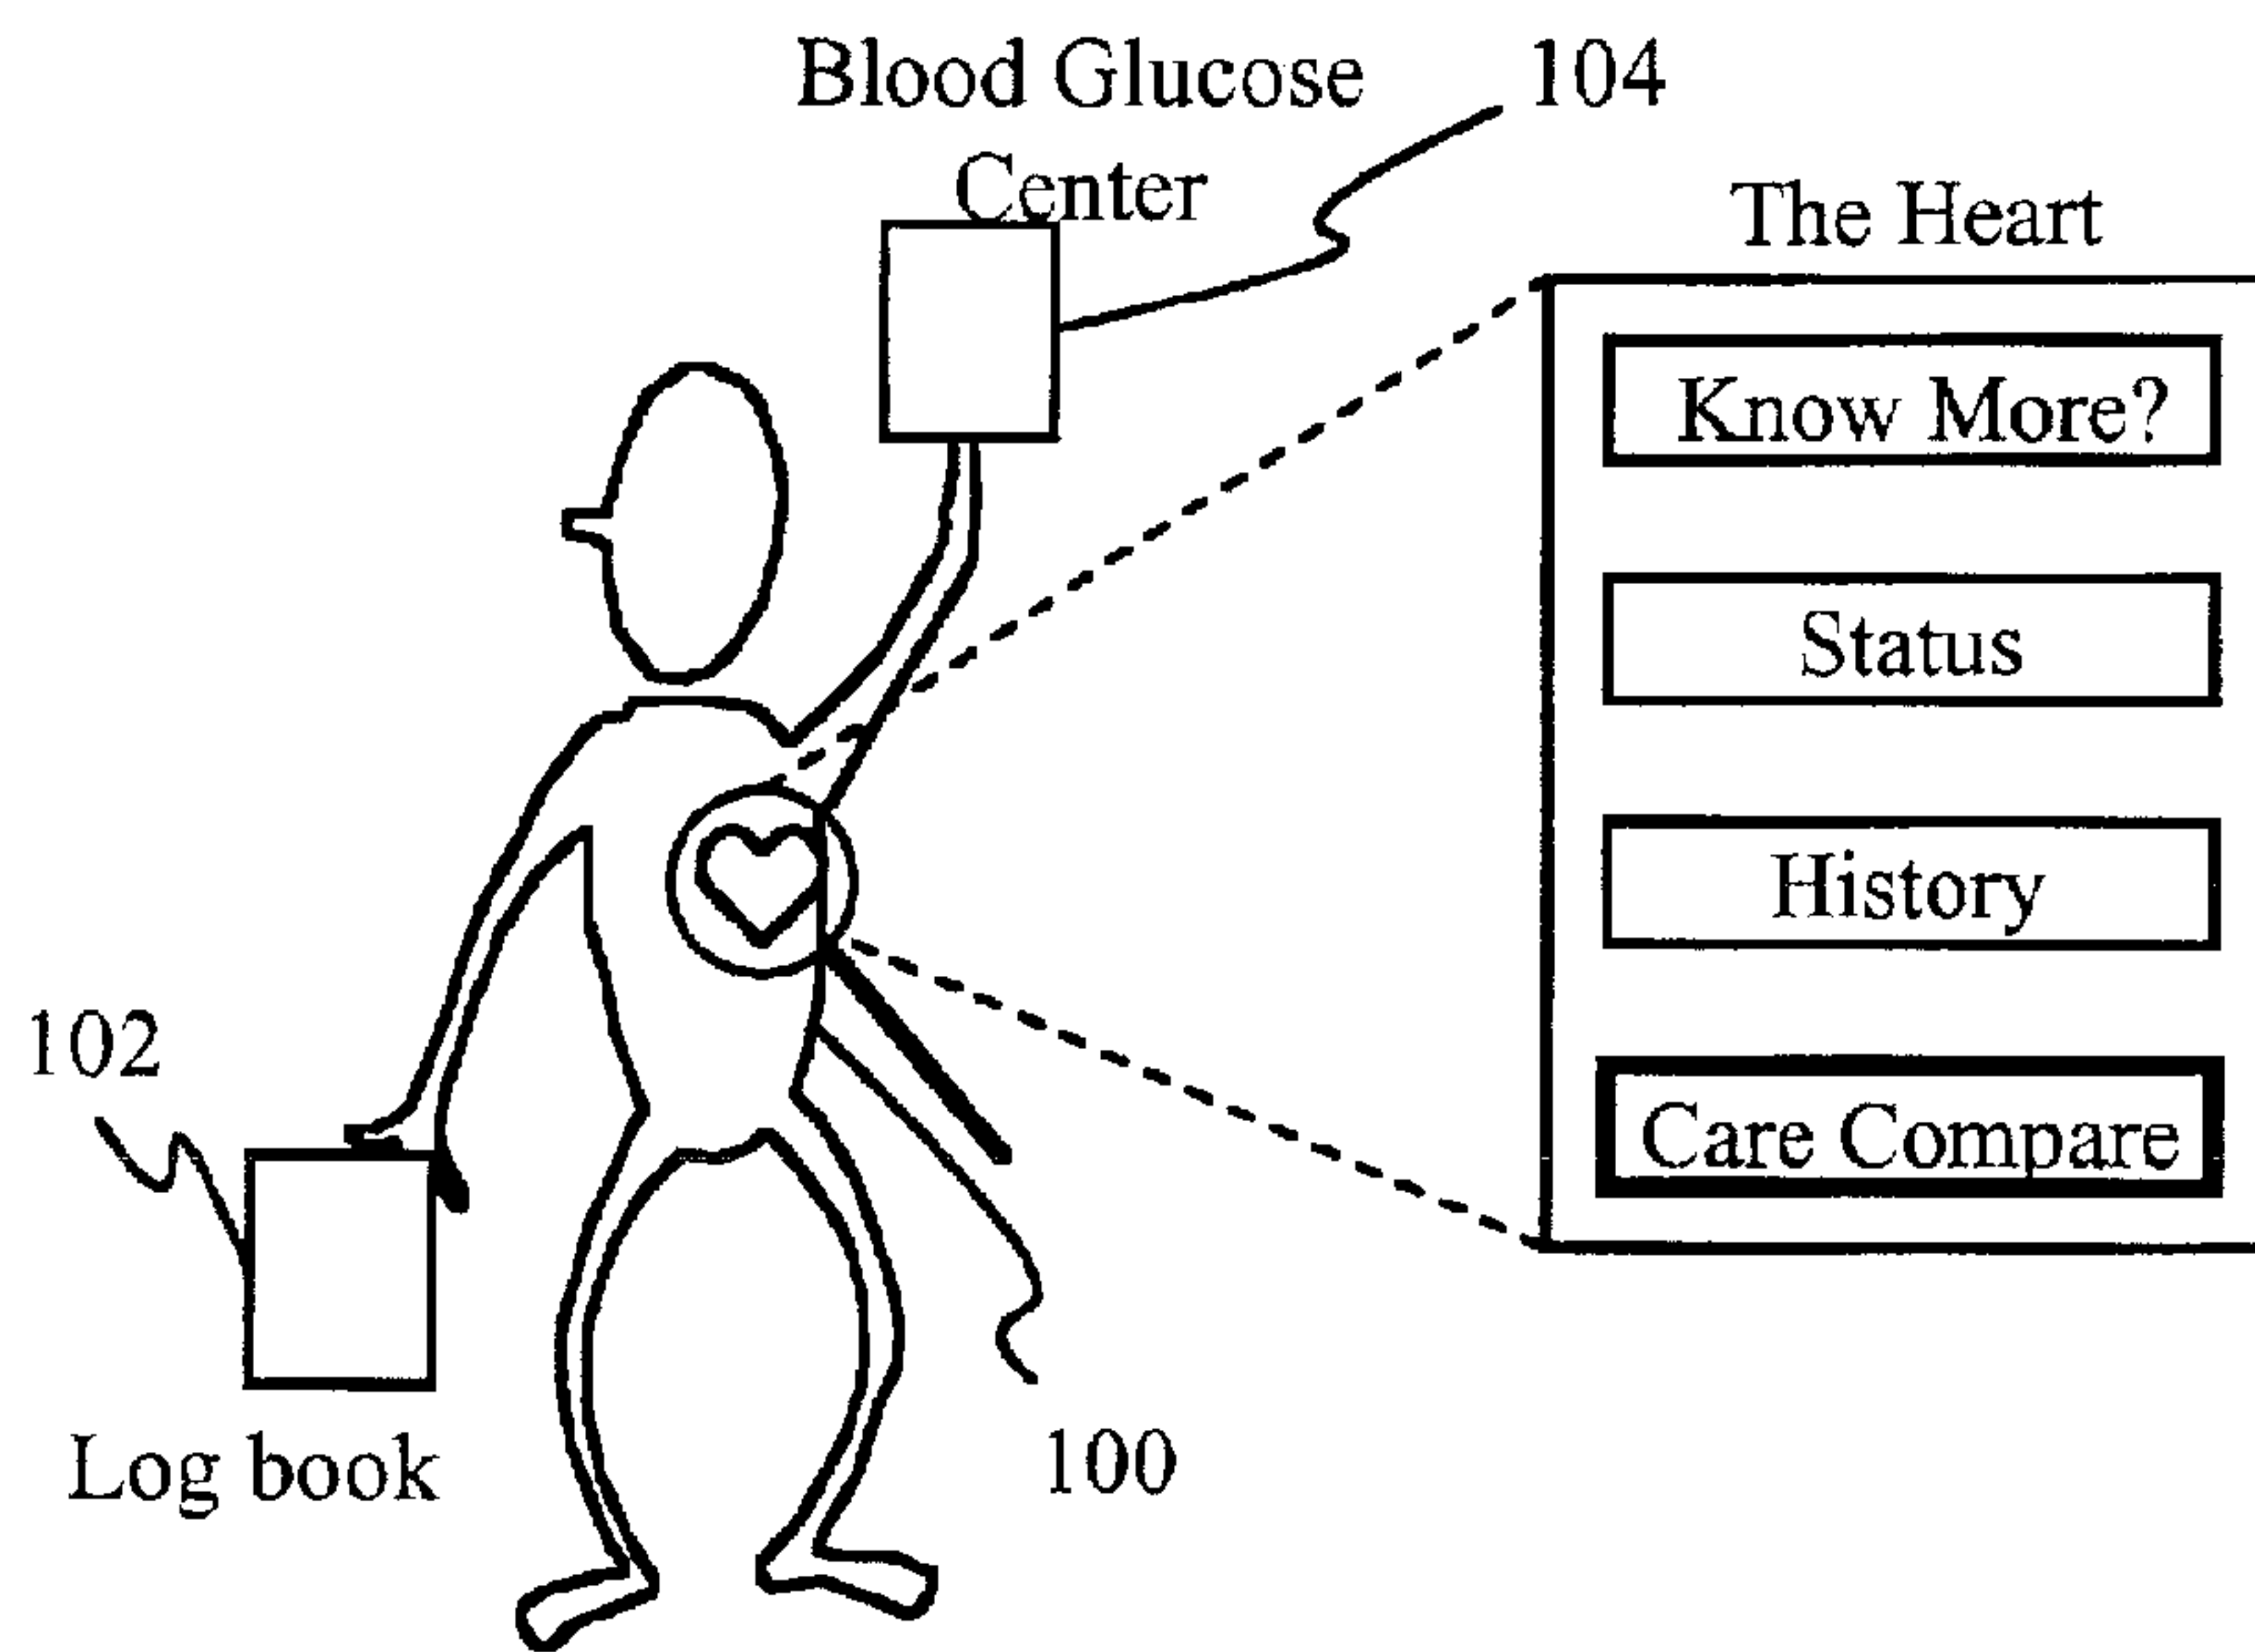 Blood Glucose
Center
104
The Heart
Know More?
Status
History
Care Compare
102
Log book
100